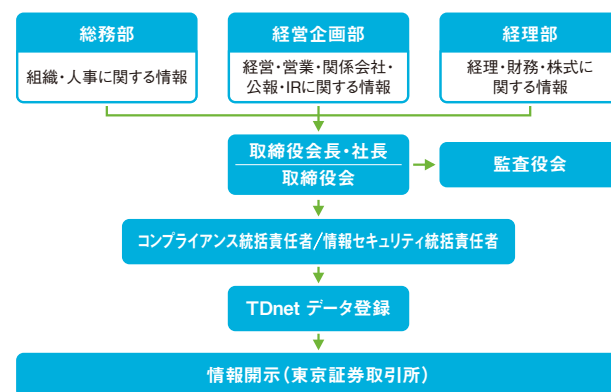 総務部
組織・人事に関する情報
経営企画部
経営・営業・関係会社・
公報・IRに関する情報
経理部
経理・財務・株式に
関する情報
取締役会長・社長
取締役会
監査役会
コンプライアンス統括責任者/情報セキュリティ統括責任者
TDnet データ登録
情報開示(東京証券取引所)